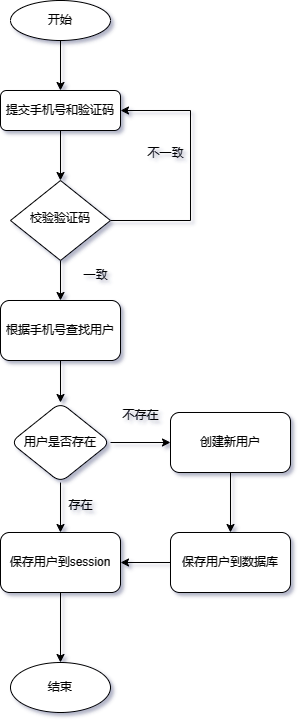 开始
提交手机号和验证码
不一致
校验验证码
一致
根据手机号查找用户
不存在
用户是否存在
创建新用户
存在
保存用户到session
保存用户到数据库
结束